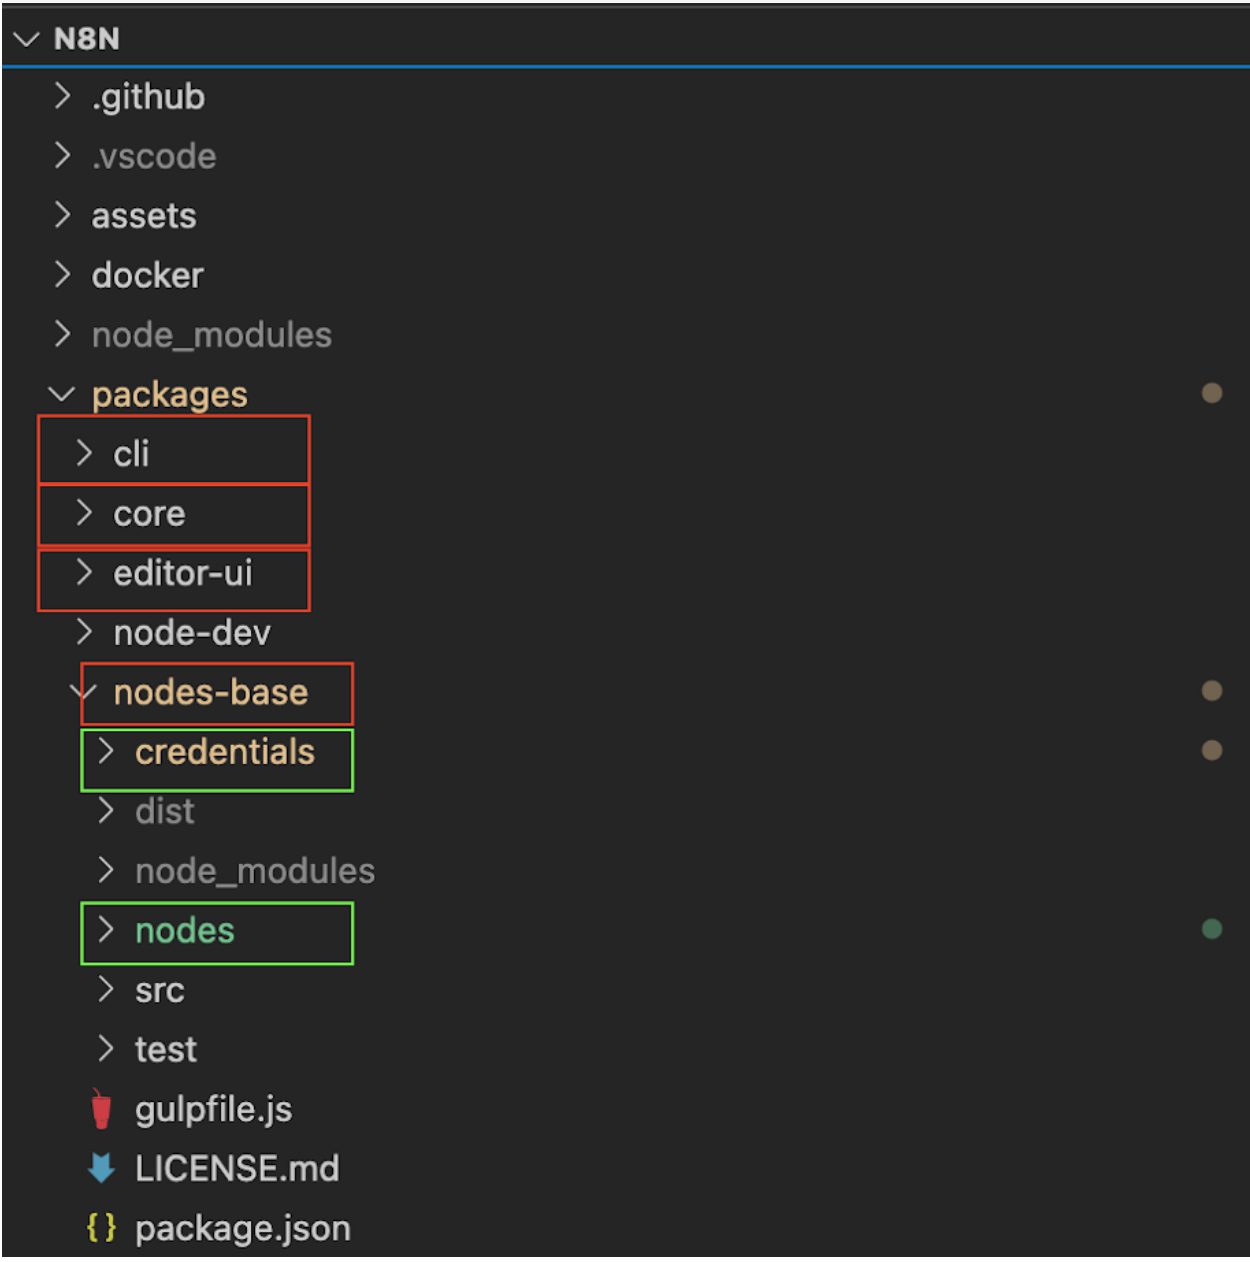 N8N
.github
.vscode
assets
docker
node_modules
packages
cli
core
editor-ui
node-dev
nodes-base
credentials
dist
node_modules
nodes
src
test
gulpfile.js
LICENSE.md
{} package.json